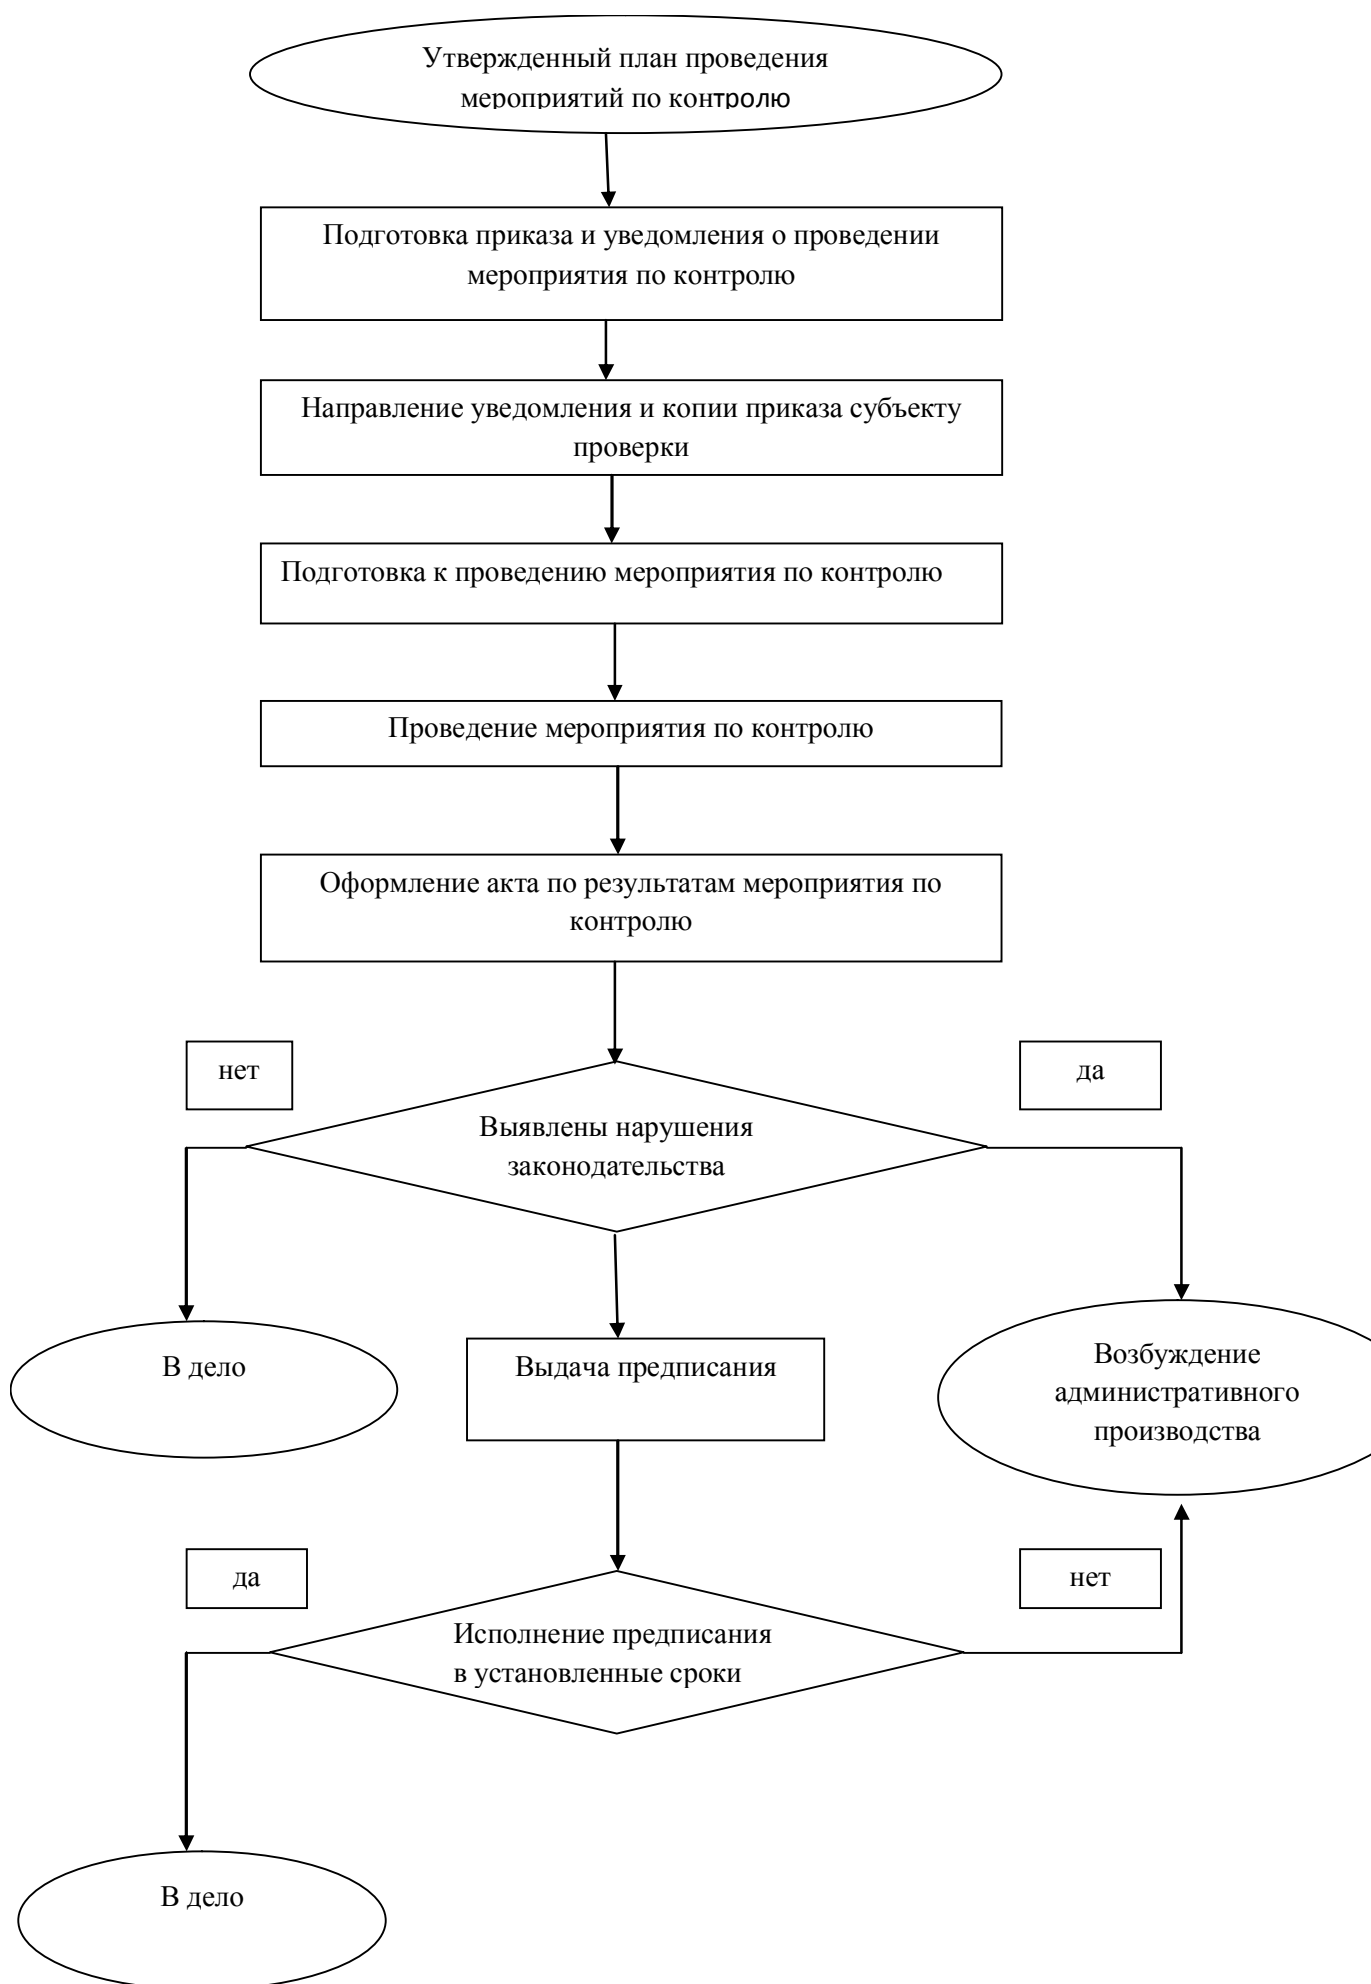 Утвержденный план проведения
мероприятий по контролю
Подготовка приказа и уведомления о проведении
мероприятия по контролю
Направление уведомления и копии приказа субъекту
проверки
Подготовка к проведению мероприятия по контролю
Проведение мероприятия по контролю
Оформление акта по результатам мероприятия по
контролю
нет
да
Выявлены нарушения
законодательства
В дело
Выдача предписания
Возбуждение
административного
производства
да
нет
Исполнение предписания
в установленные сроки
В дело